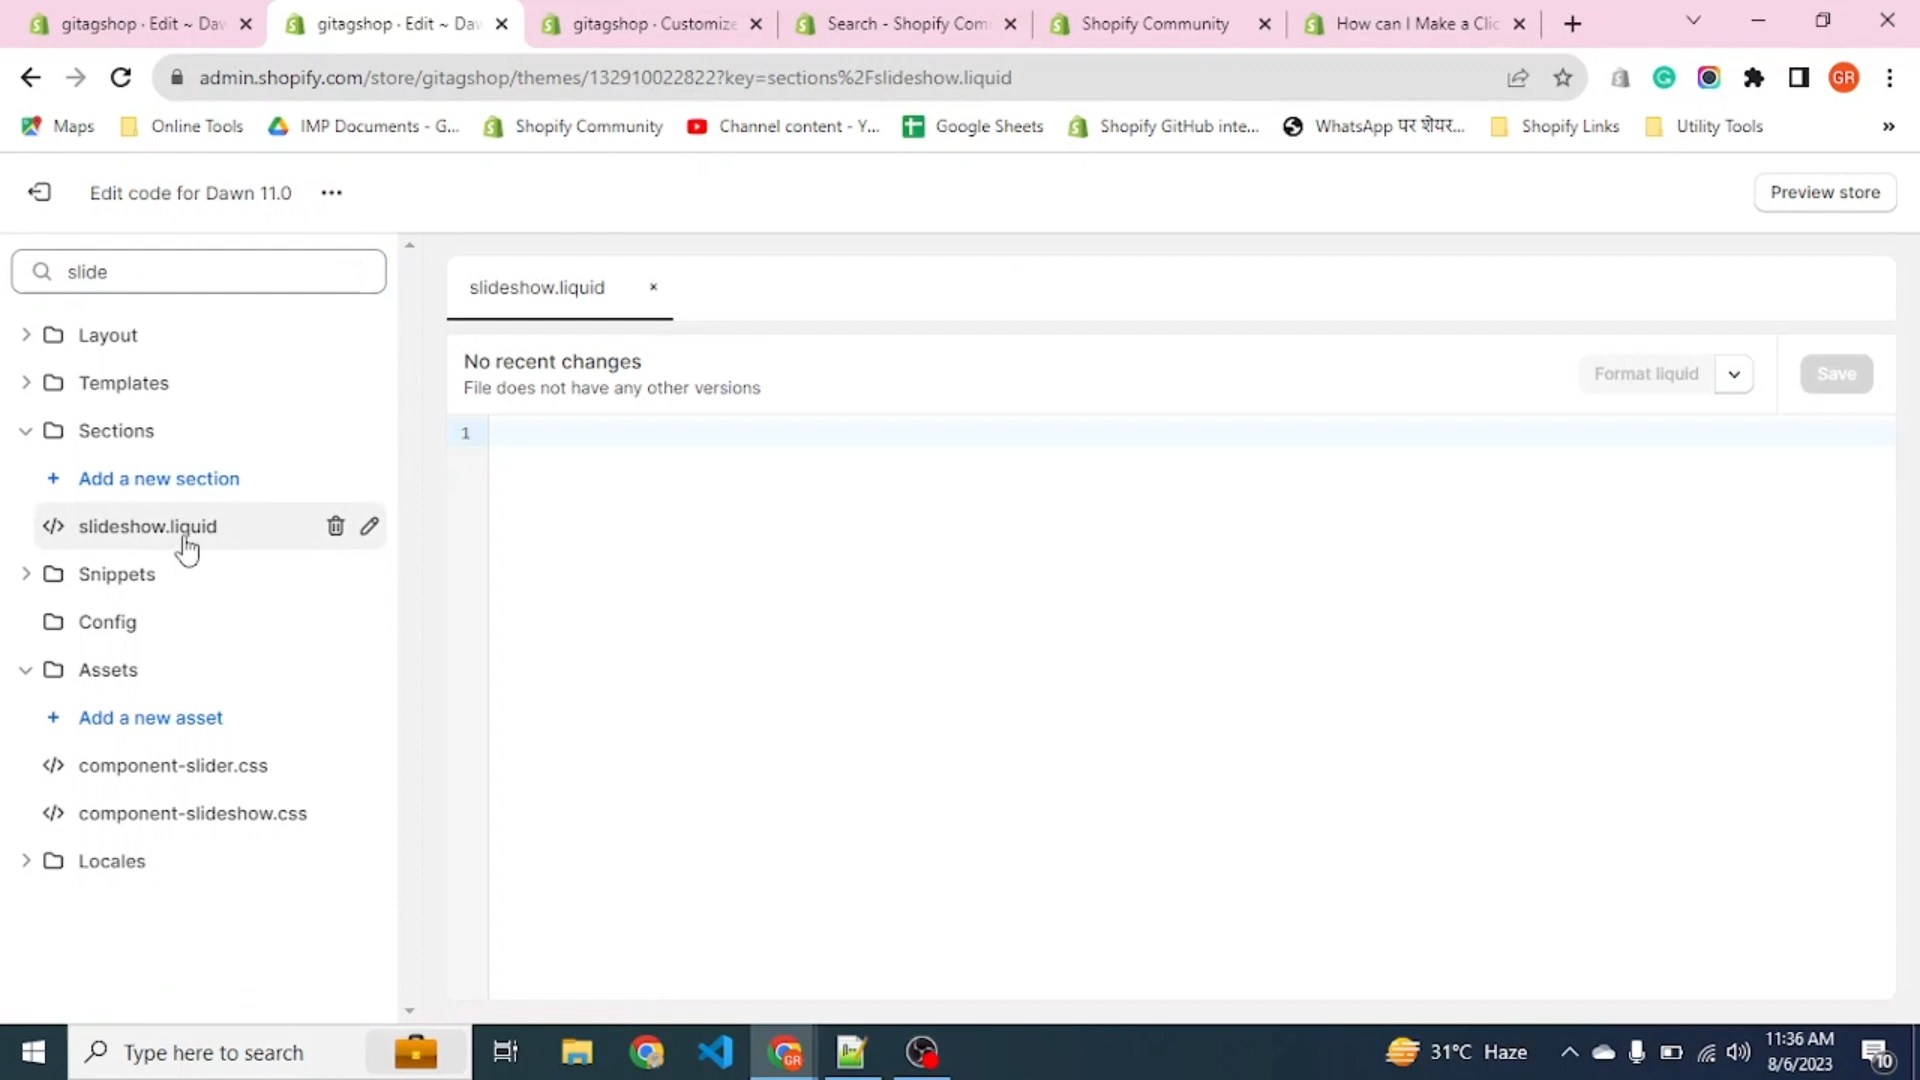 gitagshop · Edit ~ Daw
gitagshop · Edit ~ Daw
gitagshop · Customize
Search - Shopify Com
Shopify Community
How can I Make a Clic
admin.shopify.com/store/gitagshop/themes/132910022822?key=sections%2Fslideshow.liquid
GR
Maps
Online Tools
IMP Documents - G...
Shopify Community
Channel content - Y...
Google Sheets
Shopify GitHub inte...
WhatsApp पर शेयर...
Shopify Links
Utility Tools
»
Edit code for Dawn 11.0
Preview store
slide
Layout
Templates
Sections
+ Add a new section
</> slideshow.liquid
Snippets
Config
Assets
+ Add a new asset
</> component-slider.css
</> component-slideshow.css
Locales
slideshow.liquid
No recent changes
File does not have any other versions
Format liquid
Save
1
Type here to search
GR
31°C Haze
11:36 AM
8/6/2023
10